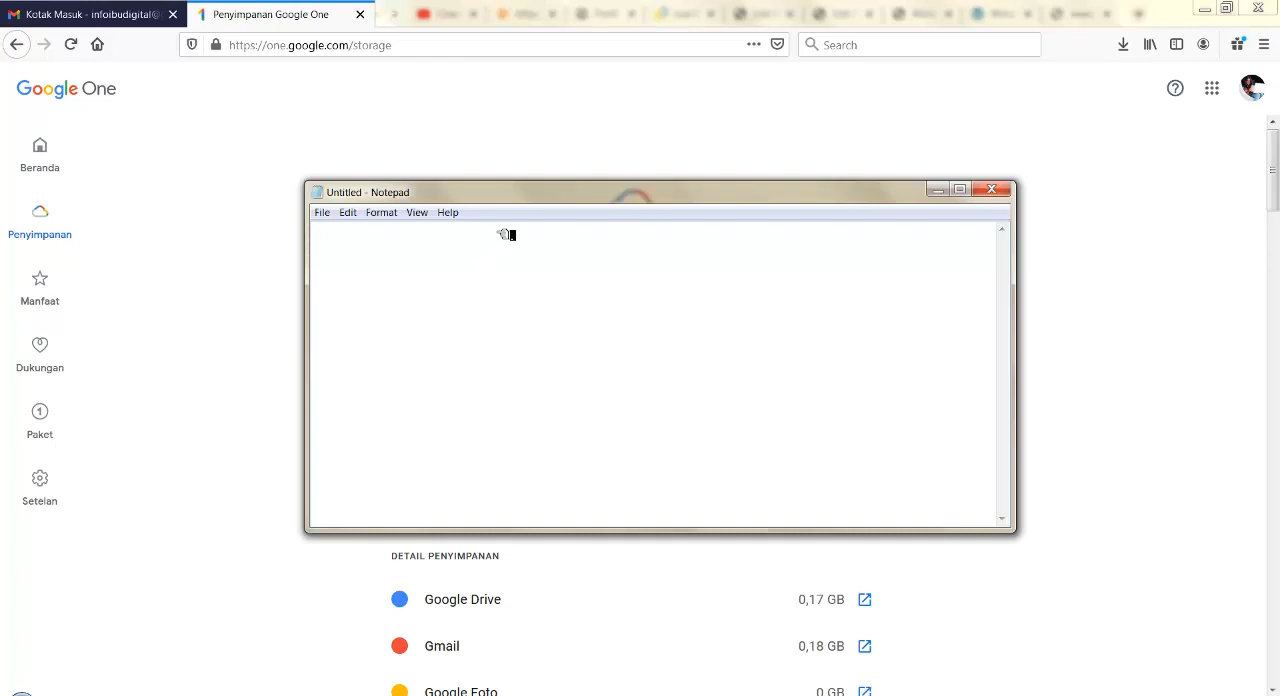 Kotak Masuk - infoibudigital@
Penyimpanan Google One
https://one.google.com/storage
Search
Google One
Beranda
Penyimpanan
Manfaat
Dukungan
1
Paket
Setelan
Untitled - Notepad
File Edit Format View Help
DETAIL PENYIMPANAN
Google Drive 0,17 GB
Gmail 0,18 GB
Google Foto 0 GB